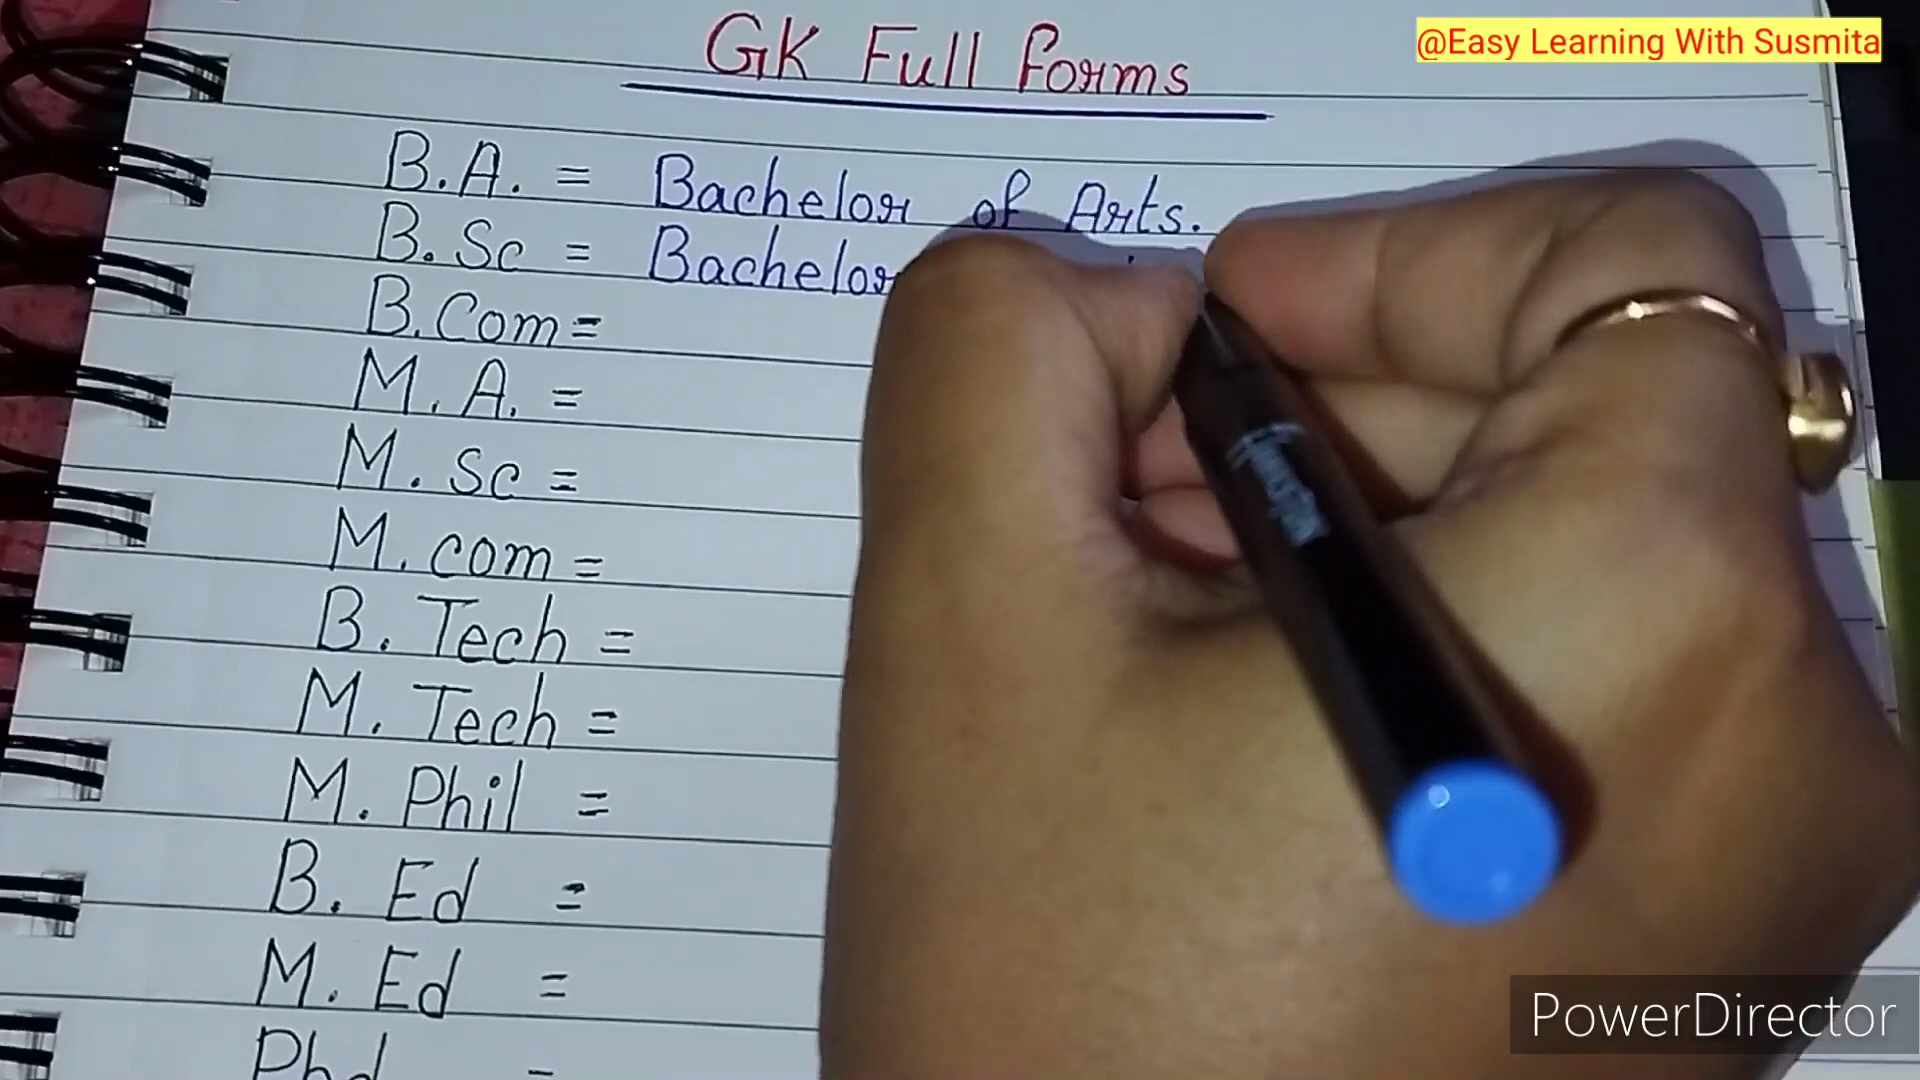 GK Full Forms
@Easy Learning With Susmita
B.A. = Bachelor of Arts.
B.Sc = Bachelor
B.Com =
M.A. =
M.Sc =
M.com =
B.Tech =
M.Tech =
M.Phil =
B.Ed =
M.Ed =
Phd =
PowerDirector